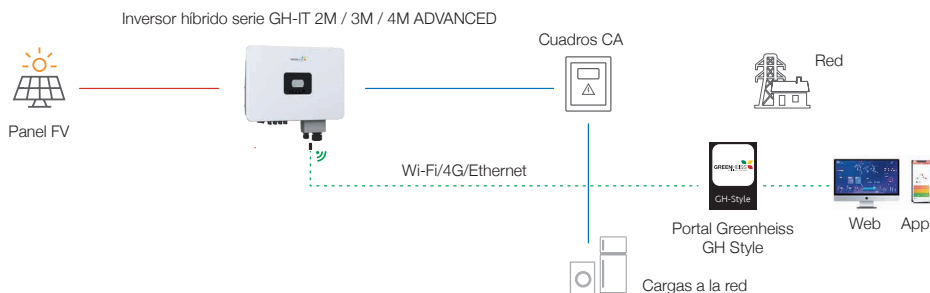 Inversor híbrido serie GH-IT 2M / 3M / 4M ADVANCED
Cuadros CA
Red
Panel FV
Wi-Fi/4G/Ethernet
GREENHEISS
GH-Style
Portal Greenheiss
GH Style
Web
App
Cargas a la red